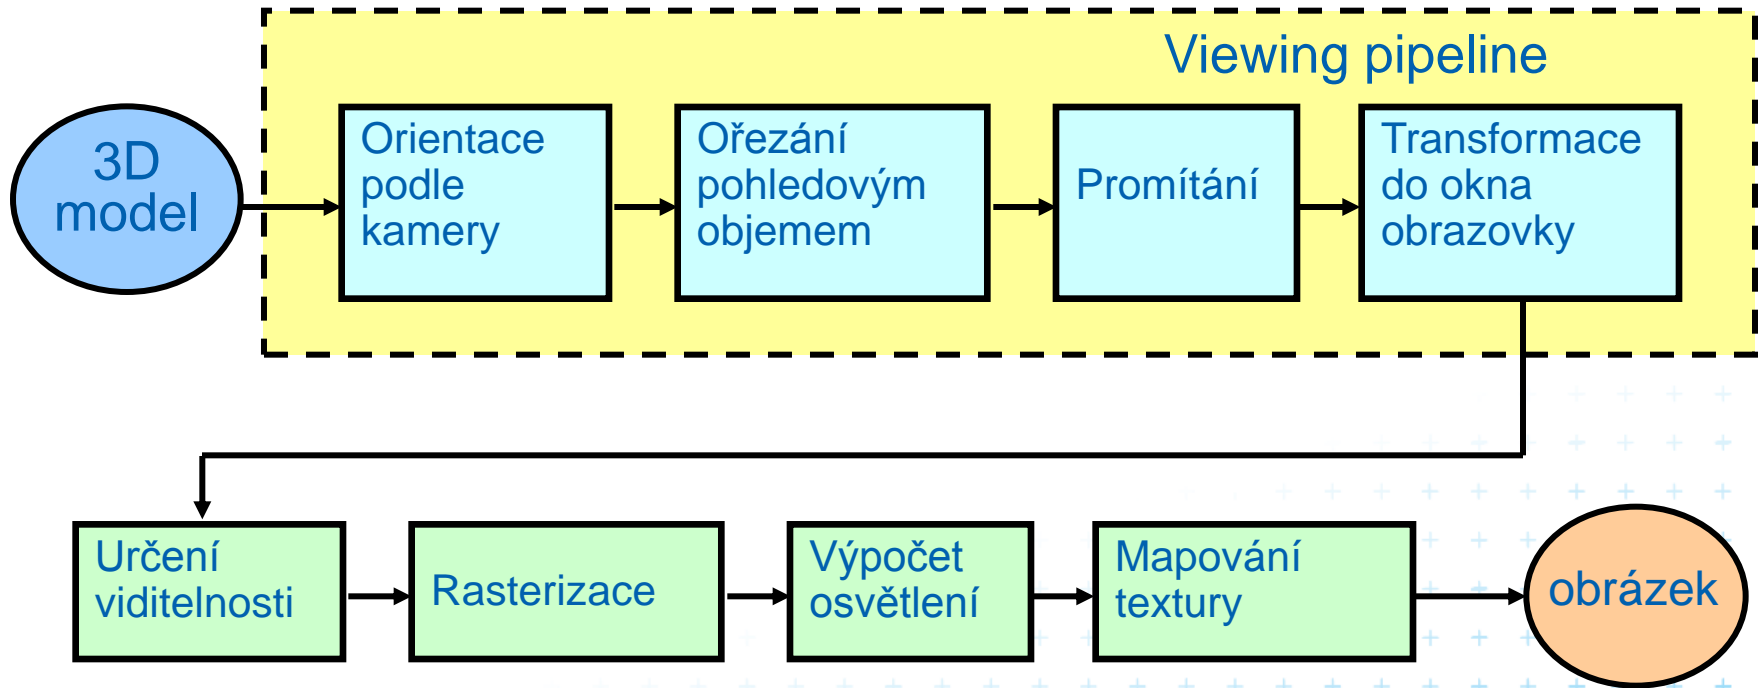 Viewing pipeline
3D
model
Orientace
podle
kamery
Ořezání
pohledovým
objemem
Promítání
Transformace
do okna
obrazovky
Určení
viditelnosti
Rasterizace
Výpočet
osvětlení
Mapování
textury
obrázek